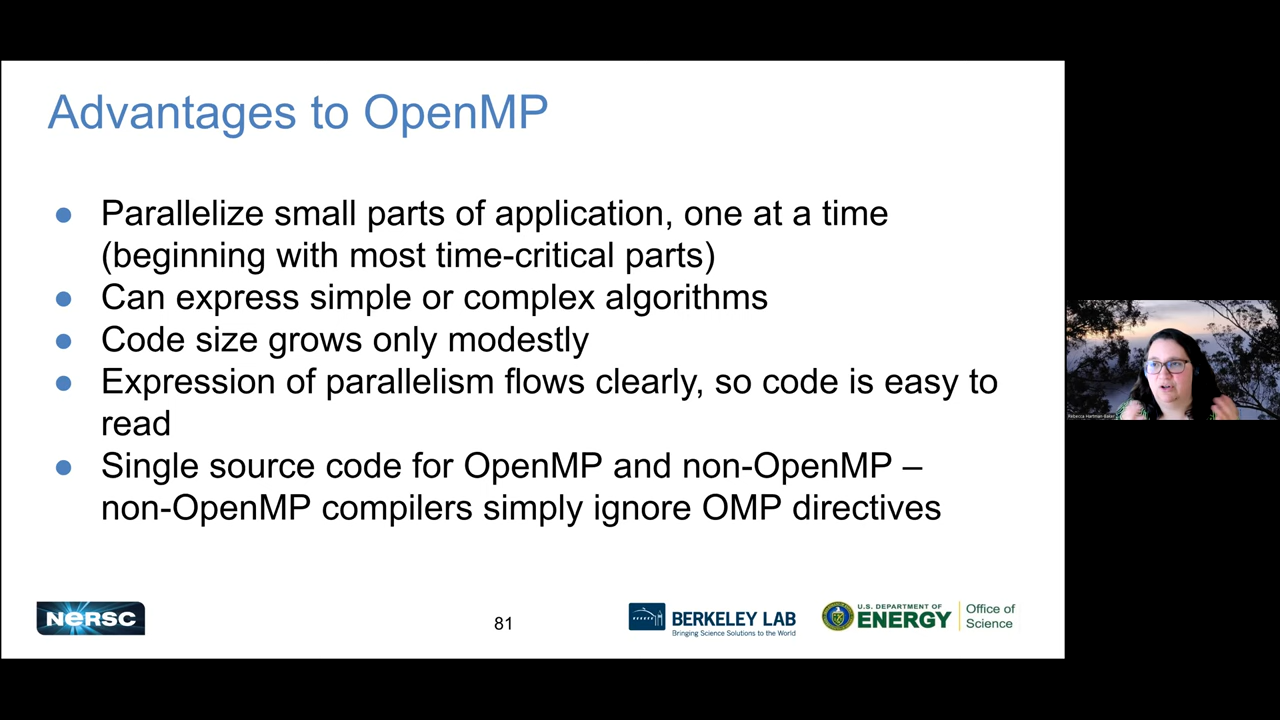 Advantages to OpenMP
● Parallelize small parts of application, one at a time
(beginning with most time-critical parts)
● Can express simple or complex algorithms
● Code size grows only modestly
● Expression of parallelism flows clearly, so code is easy to
read
● Single source code for OpenMP and non-OpenMP –
non-OpenMP compilers simply ignore OMP directives
Rebecca Hartman-Baker
NERSC
81
BERKELEY LAB
Bringing Science Solutions to the World
U.S. DEPARTMENT OF
ENERGY
Office of
Science